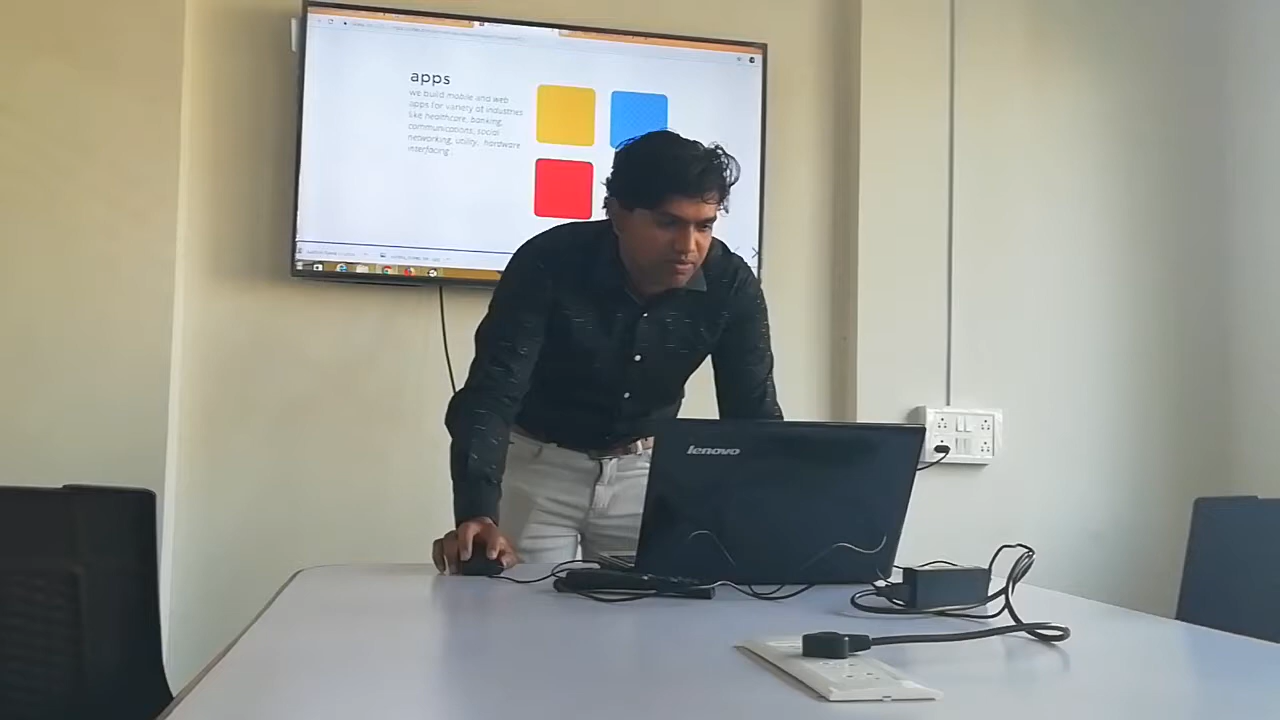 apps
we build mobile and web
apps for variety of industries
like healthcare, banking,
communications, social
networking, utility, hardware
interfacing .
lenovo